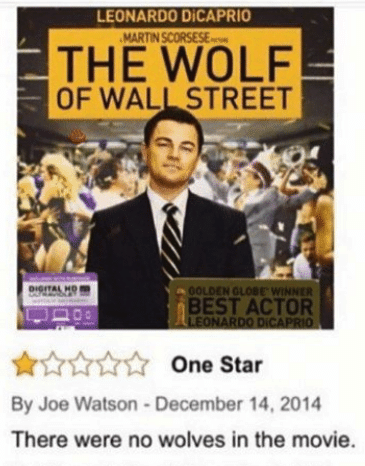 LEONARDO DiCAPRIO
MARTIN SCORSESE
THE WOLF
OF WALL STREET
DIGITAL HD
ULTRAVIOLET
GOLDEN GLOBE WINNER
BEST ACTOR
LEONARDO DiCAPRIO
One Star
By Joe Watson - December 14, 2014
There were no wolves in the movie.